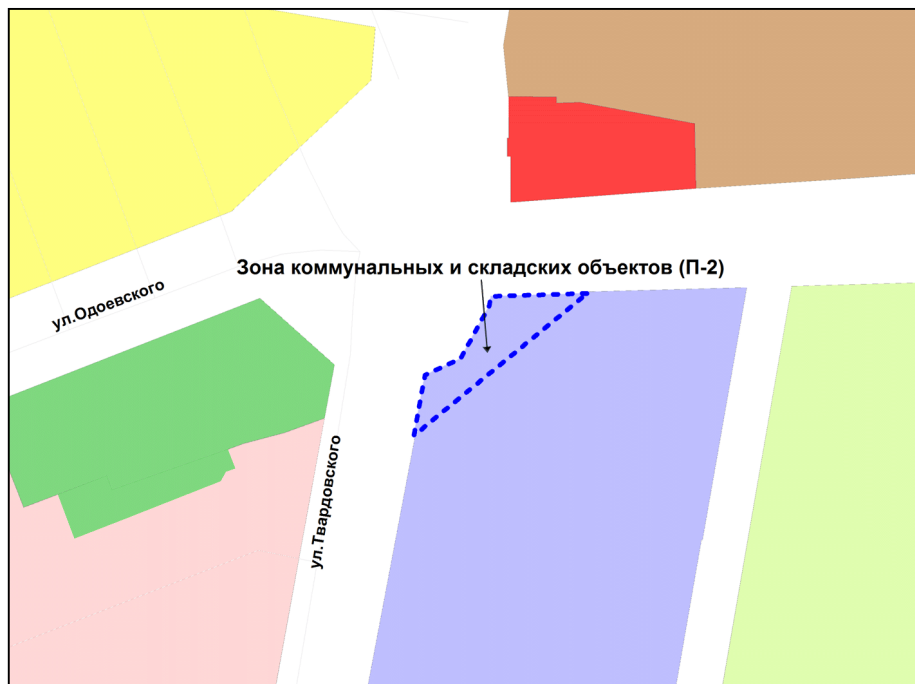 Зона коммунальных и складских объектов (П-2)
ул.Одоевского
ул.Твардовского